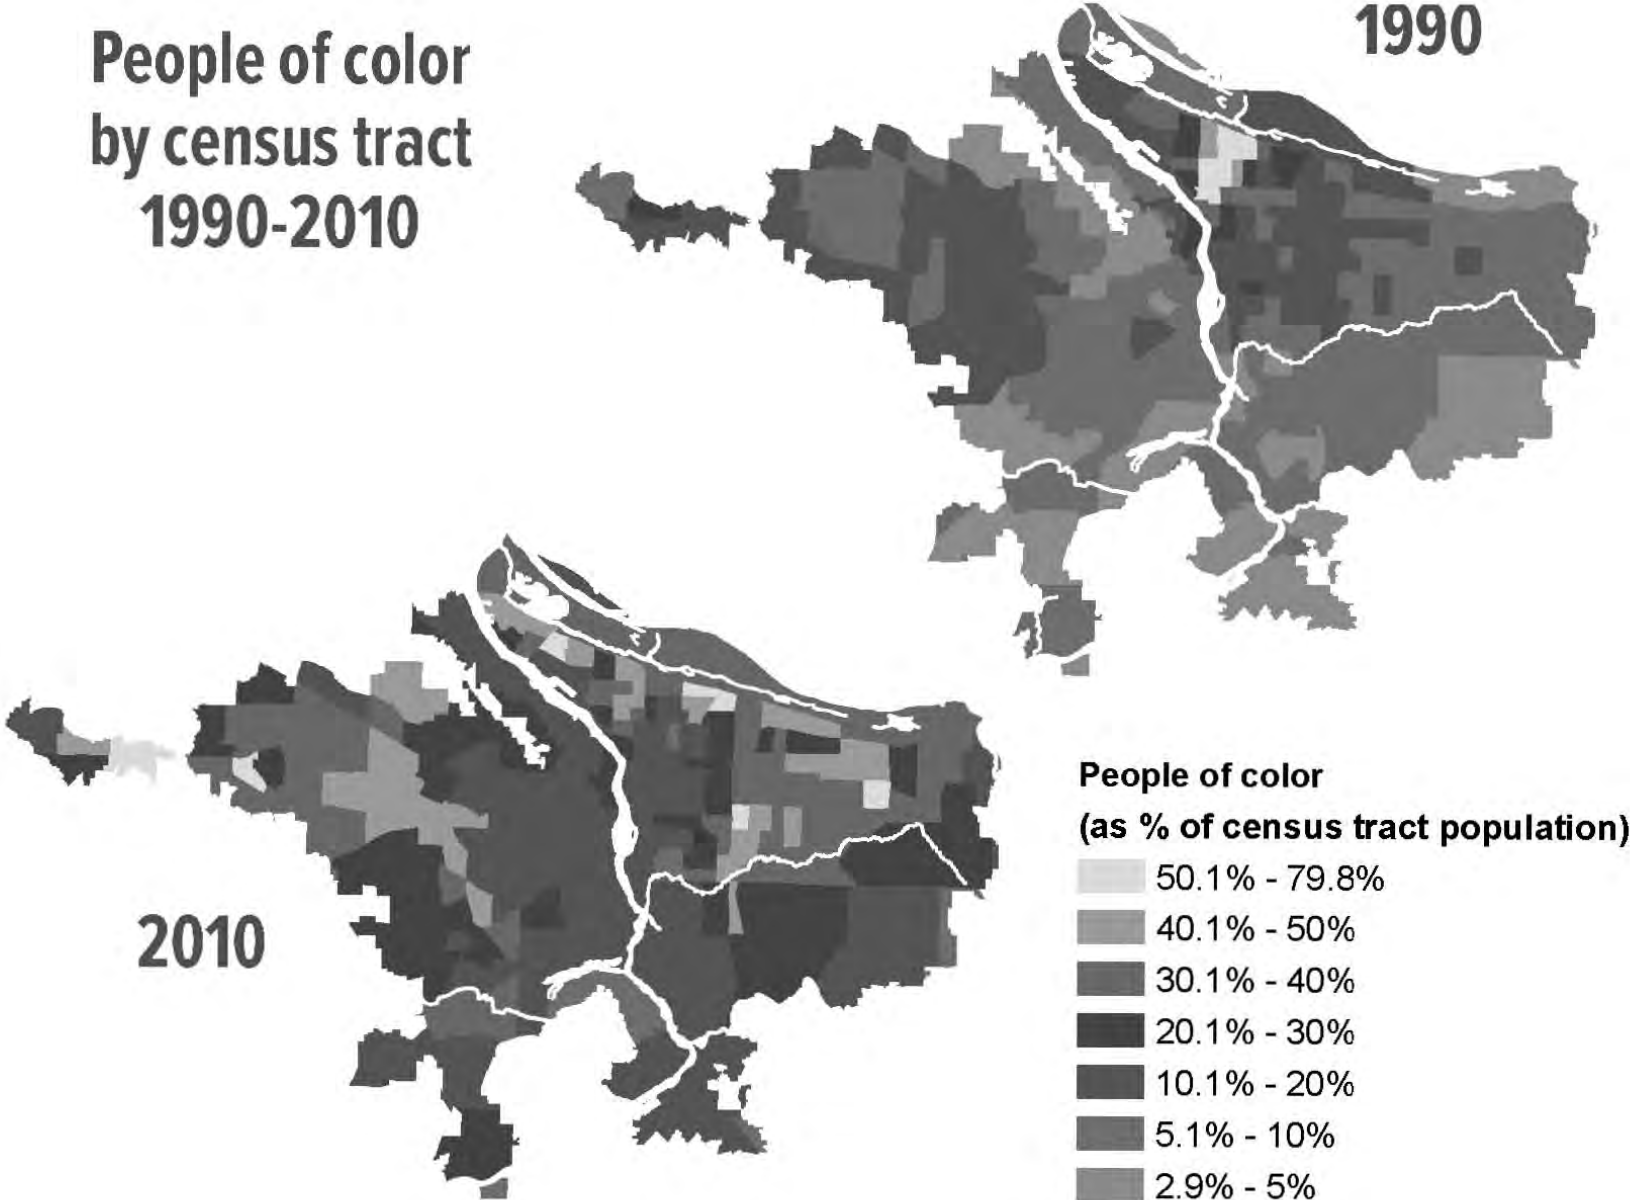 People of color
by census tract
1990-2010
1990
2010
People of color
(as % of census tract population)
50.1% - 79.8%
40.1% - 50%
30.1% - 40%
20.1% - 30%
10.1% - 20%
5.1% - 10%
2.9% - 5%